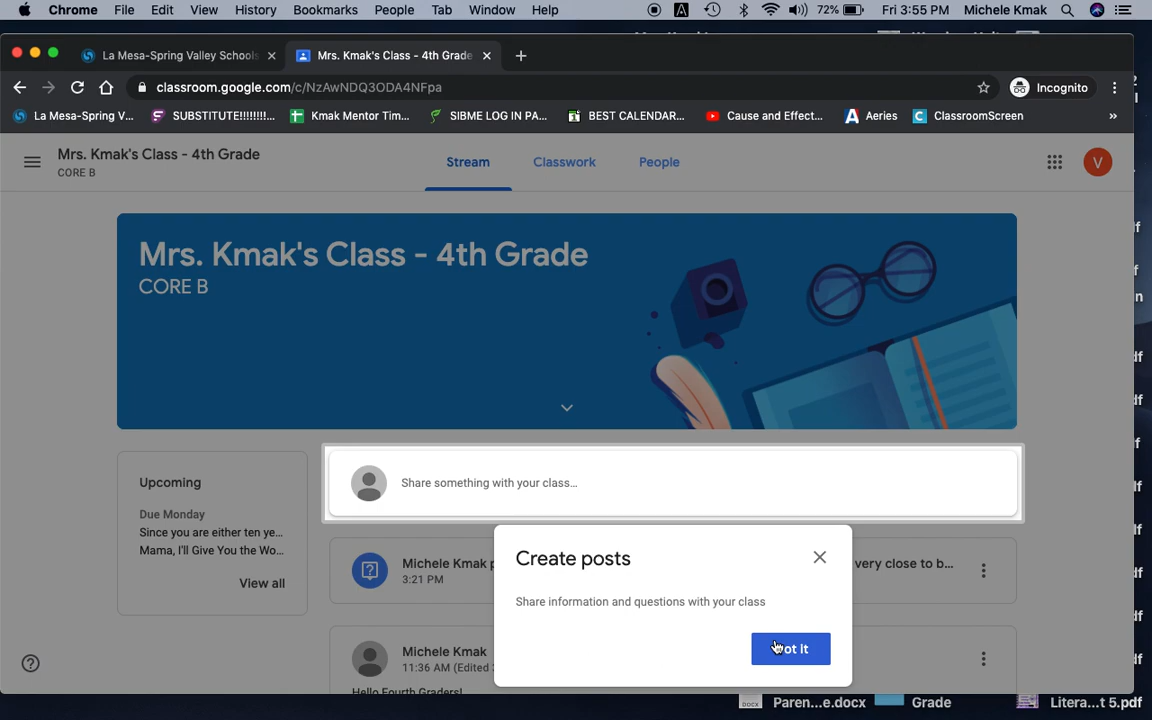 Chrome File Edit View History Bookmarks People Tab Window Help 72% Fri 3:55 PM Michele Kmak
La Mesa-Spring Valley Schools Mrs. Kmak's Class - 4th Grade
classroom.google.com/c/NzAwNDQ3ODA4NFpa Incognito
La Mesa-Spring V... SUBSTITUTE!!!!!!!!... Kmak Mentor Tim... SIBME LOG IN PA... BEST CALENDAR... Cause and Effect... Aeries ClassroomScreen »
Mrs. Kmak's Class - 4th Grade
CORE B
Stream Classwork People V
Mrs. Kmak's Class - 4th Grade
CORE B
Upcoming
Due Monday
Since you are either ten ye...
Mama, I'll Give You the Wo...
View all
Share something with your class...
Michele Kmak p very close to b...
3:21 PM
Create posts
Share information and questions with your class
ot it
Michele Kmak
11:36 AM (Edited
Hello Fourth Graders!
Paren...e.docx Grade Litera...t 5.pdf